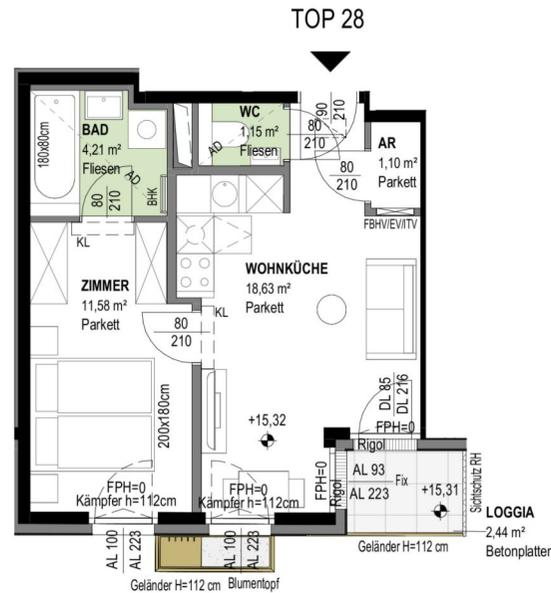 TOP 28
BAD
4,21 m²
Fliesen
180x80cm
AD
80
210
BHK
WC
1,15 m²
Fliesen
AD
80
210
90
210
AR
1,10 m²
Parkett
80
210
FBHV/EV/ITV
KL
ZIMMER
11,58 m²
Parkett
WOHNKÜCHE
18,63 m²
Parkett
KL
80
210
200x180cm
+15,32
DL 85
DL 216
FPH=0
Rigol
FPH=0
Kämpfer h=112cm
FPH=0
Kämpfer h=112cm
FPH=0
Rigol
AL 93
AL 223
Fix
+15,31
Sichtschutz RH
LOGGIA
2,44 m²
Betonplatten
AL 100
AL 223
AL 100
AL 223
Geländer H=112 cm
Geländer H=112 cm
Blumentopf